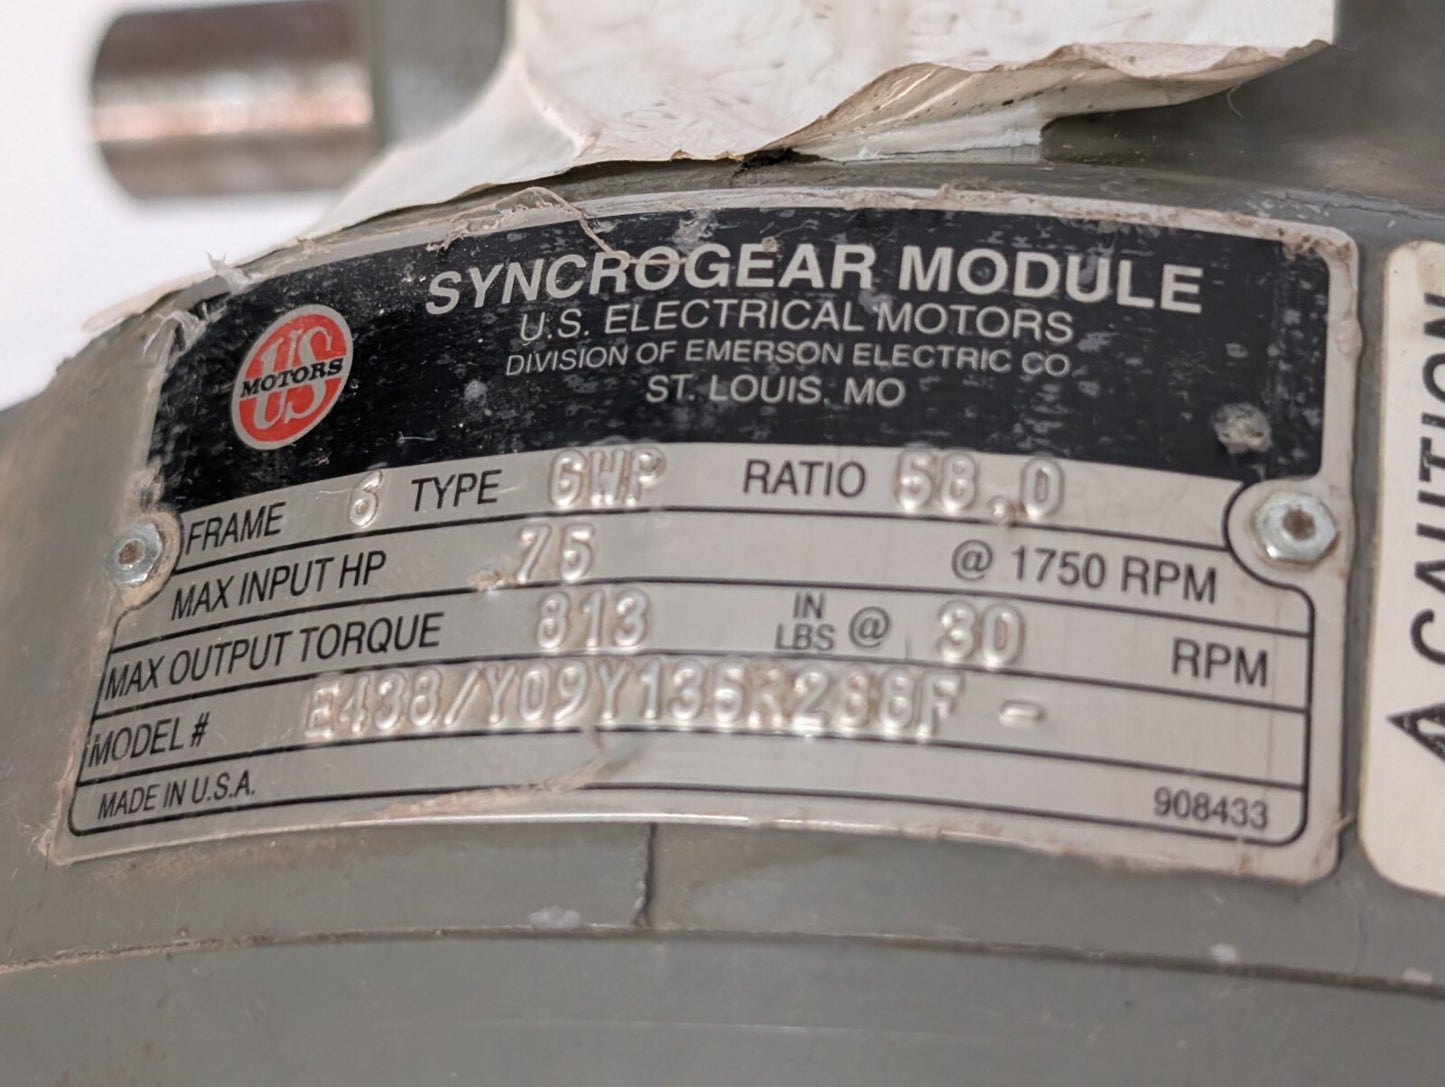 SYNCROGEAR MODULE
U.S. ELECTRICAL MOTORS
DIVISION OF EMERSON ELECTRIC CO
ST. LOUIS, MO
US
MOTORS
FRAME 6 TYPE GWP RATIO 58.0
MAX INPUT HP .75 @ 1750 RPM
MAX OUTPUT TORQUE 813 IN LBS @ 30 RPM
MODEL # E438/Y09Y135R288F -
MADE IN U.S.A. 908433
CAUTION